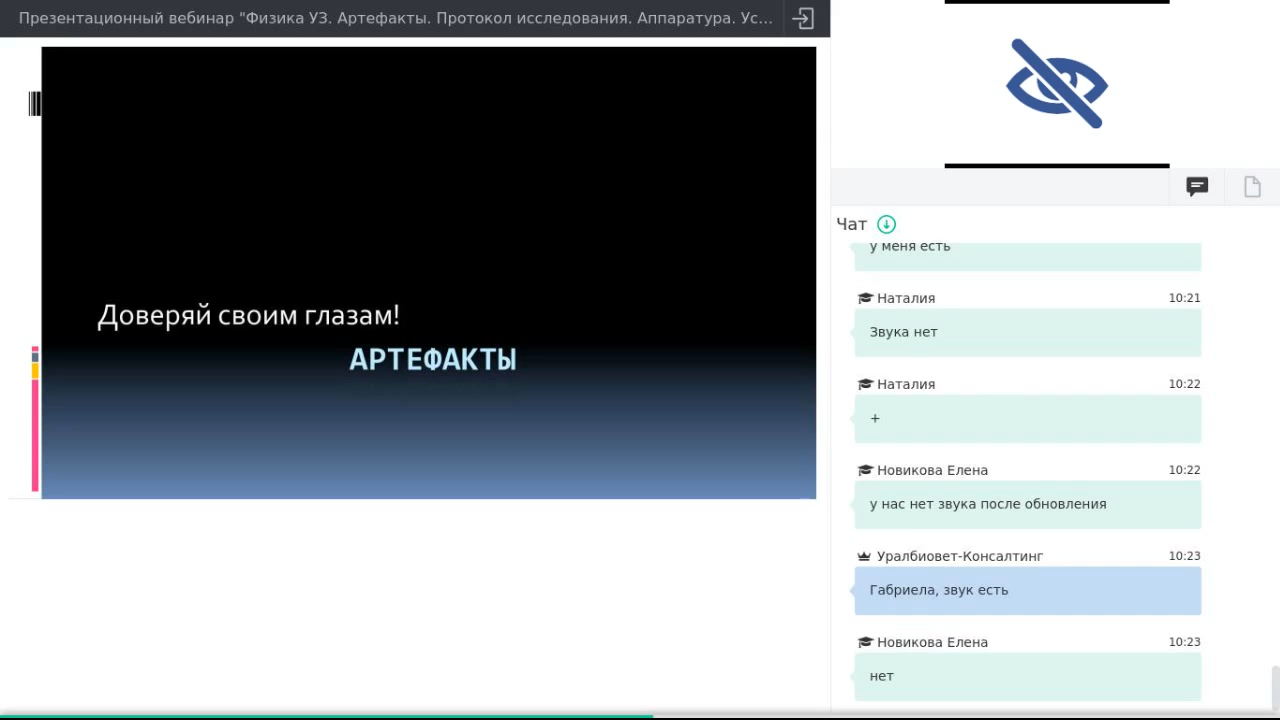 Презентационный вебинар "Физика УЗ. Артефакты. Протокол исследования. Аппаратура. Ус...
Доверяй своим глазам!
АРТЕФАКТЫ
Чат
у меня есть
Наталия 10:21
Звука нет
Наталия 10:22
+
Новикова Елена 10:22
у нас нет звука после обновления
Уралбиовет-Консалтинг 10:23
Габриела, звук есть
Новикова Елена 10:23
нет